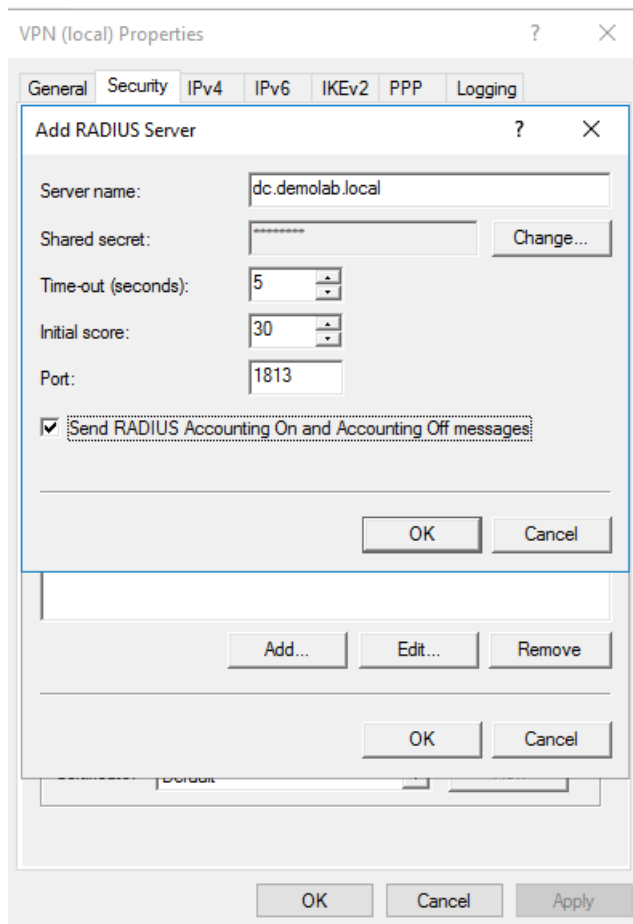 VPN (local) Properties ?
General Security IPv4 IPv6 IKEv2 PPP Logging
Add RADIUS Server ?
Server name: dc.demolab.local
Shared secret: ******** Change...
Time-out (seconds): 5
Initial score: 30
Port: 1813
Send RADIUS Accounting On and Accounting Off messages
OK Cancel
Add... Edit... Remove
OK Cancel
Default
OK Cancel Apply